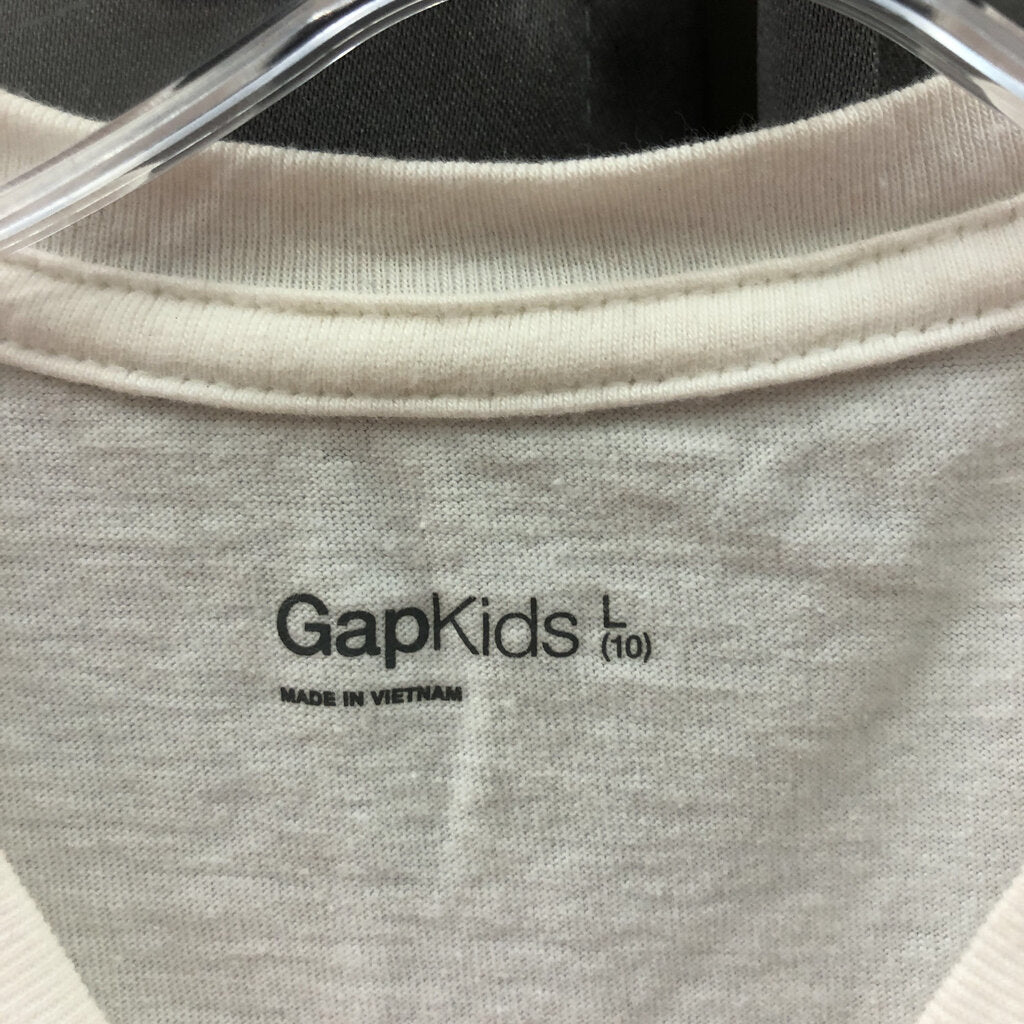 GapKids L
(10)
MADE IN VIETNAM